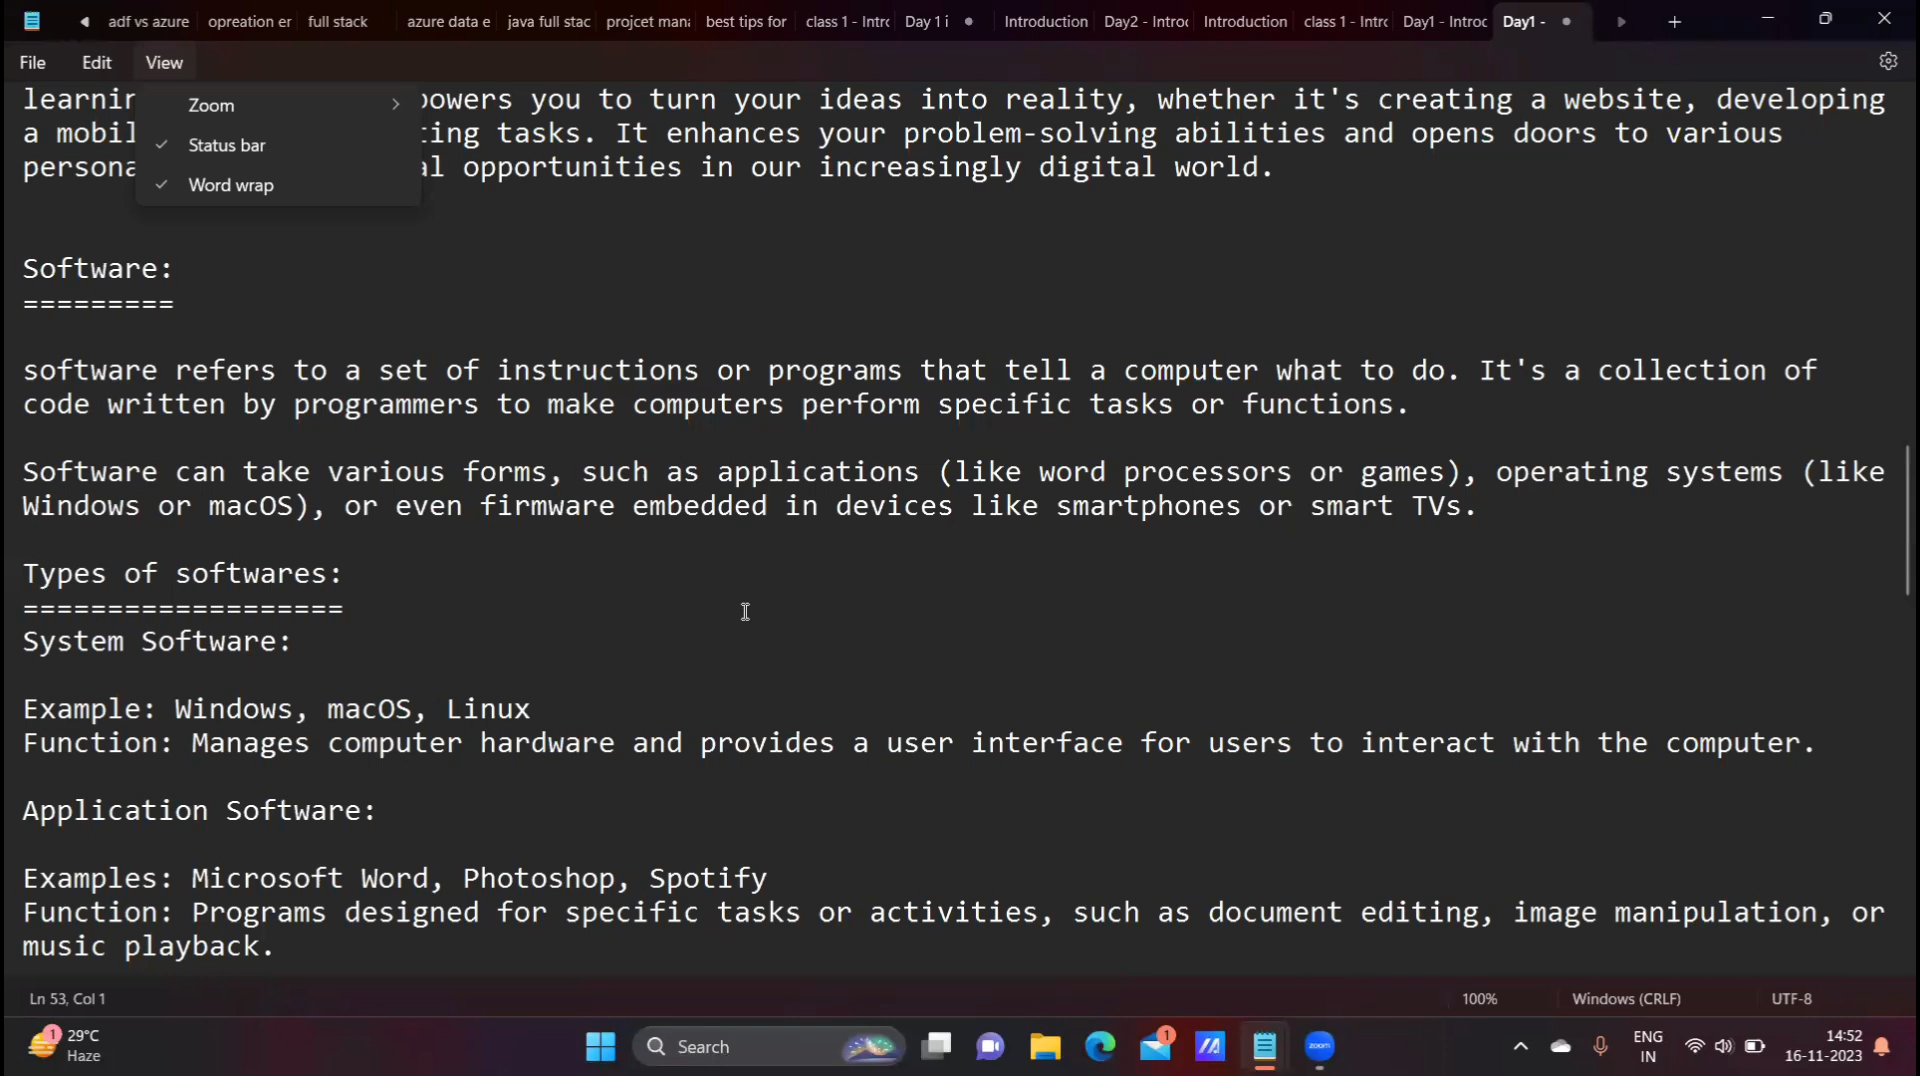 adf vs azure opreation er full stack azure data e java full stac projcet mana best tips for class 1 - Intro Day 1 i Introduction Day2 - Introc Introduction class 1 - Intro Day1 - Introc Day1 -
File Edit View
learnin powers you to turn your ideas into reality, whether it's creating a website, developing
Zoom
a mobil ting tasks. It enhances your problem-solving abilities and opens doors to various
Status bar
persona al opportunities in our increasingly digital world.
Word wrap
Software:
=========
software refers to a set of instructions or programs that tell a computer what to do. It's a collection of
code written by programmers to make computers perform specific tasks or functions.
Software can take various forms, such as applications (like word processors or games), operating systems (like
Windows or macOS), or even firmware embedded in devices like smartphones or smart TVs.
Types of softwares:
===================
System Software:
Example: Windows, macOS, Linux
Function: Manages computer hardware and provides a user interface for users to interact with the computer.
Application Software:
Examples: Microsoft Word, Photoshop, Spotify
Function: Programs designed for specific tasks or activities, such as document editing, image manipulation, or
music playback.
Ln 53, Col 1 100% Windows (CRLF) UTF-8
1 29°C
Haze
Search
1
zoom
ENG
IN
14:52
16-11-2023